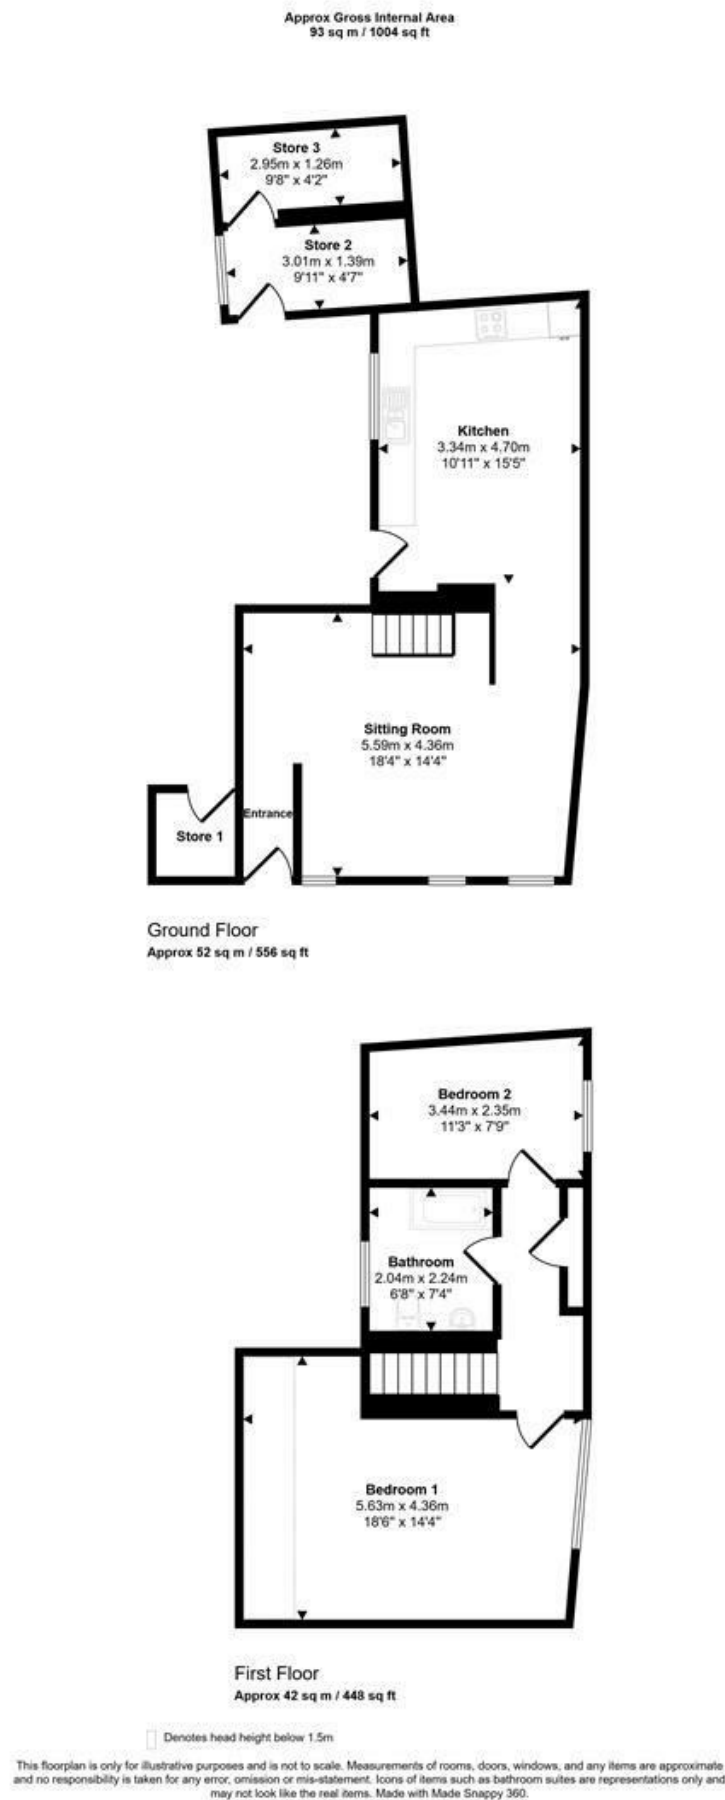 Approx Gross Internal Area
93 sq m / 1004 sq ft
Store 3
2.95m x 1.26m
9'8" x 4'2"
Store 2
3.01m x 1.39m
9'11" x 4'7"
Kitchen
3.34m x 4.70m
10'11" x 15'5"
Sitting Room
5.59m x 4.36m
18'4" x 14'4"
Entrance
Store 1
Ground Floor
Approx 52 sq m / 556 sq ft
Bedroom 2
3.44m x 2.35m
11'3" x 7'9"
Bathroom
2.04m x 2.24m
6'8" x 7'4"
Bedroom 1
5.63m x 4.36m
18'6" x 14'4"
First Floor
Approx 42 sq m / 448 sq ft
Denotes head height below 1.5m
This floorplan is only for illustrative purposes and is not to scale. Measurements of rooms, doors, windows, and any items are approximate
and no responsibility is taken for any error, omission or mis-statement. Icons of items such as bathroom suites are representations only and
may not look like the real items. Made with Made Snappy 360.